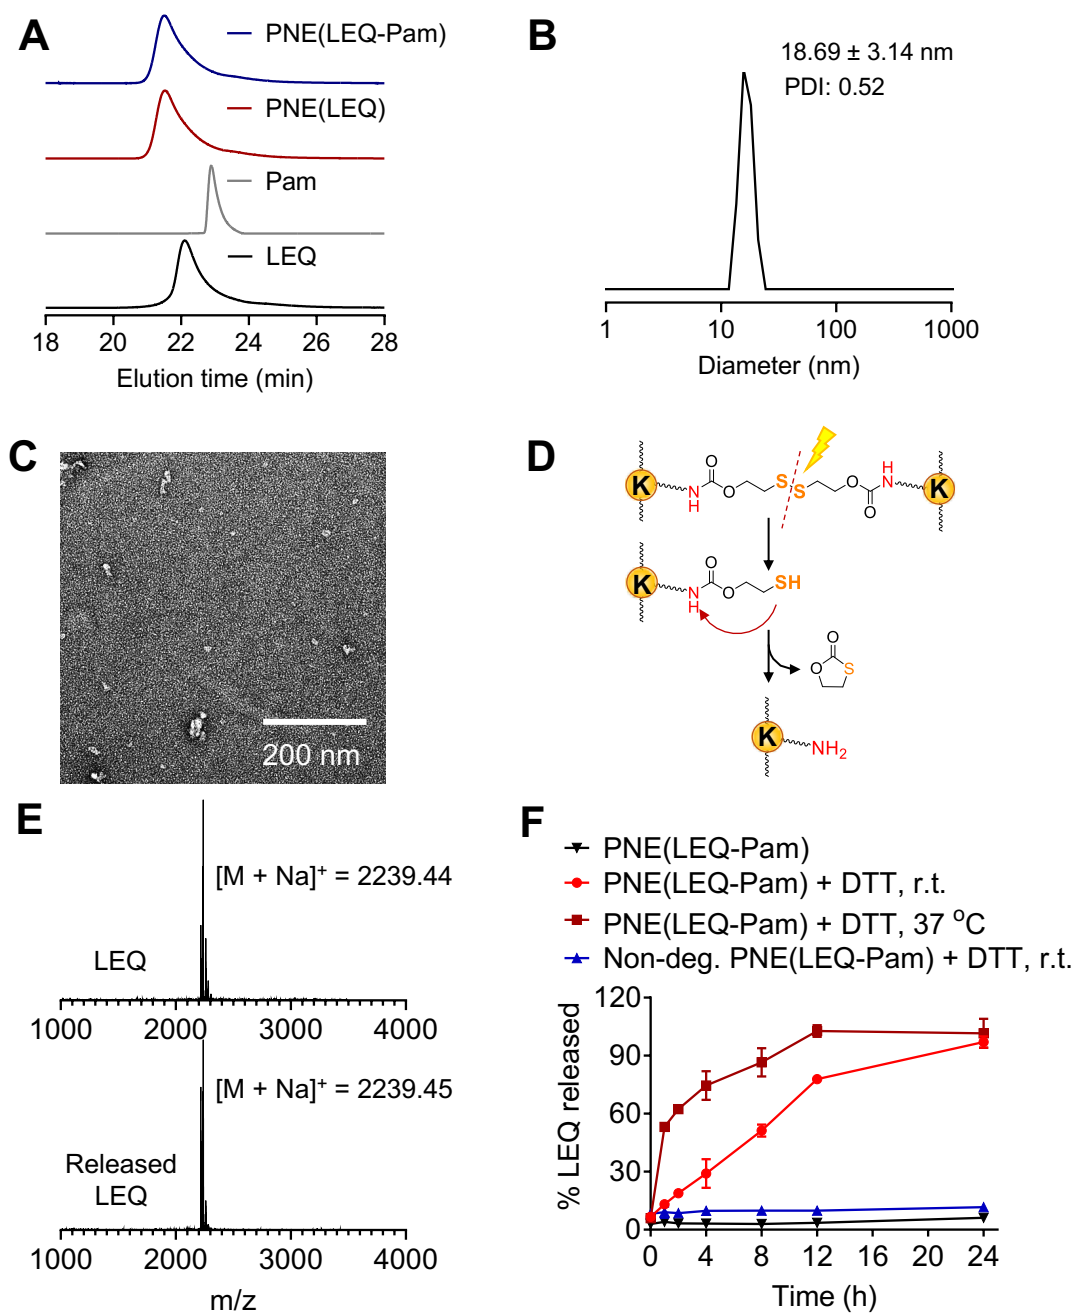 A
PNE(LEQ-Pam)
PNE(LEQ)
Pam
LEQ
18 20 22 24 26 28
Elution time (min)
B
18.69 ± 3.14 nm
PDI: 0.52
1 10 100 1000
Diameter (nm)
C
200 nm
D
K N H O O S S O O H N K
K N H O O SH
O O S
K NH₂
E
[M + Na]⁺ = 2239.44
LEQ
1000 2000 3000 4000
[M + Na]⁺ = 2239.45
Released
LEQ
1000 2000 3000 4000
m/z
F
PNE(LEQ-Pam)
PNE(LEQ-Pam) + DTT, r.t.
PNE(LEQ-Pam) + DTT, 37 °C
Non-deg. PNE(LEQ-Pam) + DTT, r.t.
% LEQ released
120
90
60
30
0
0 4 8 12 16 20 24
Time (h)